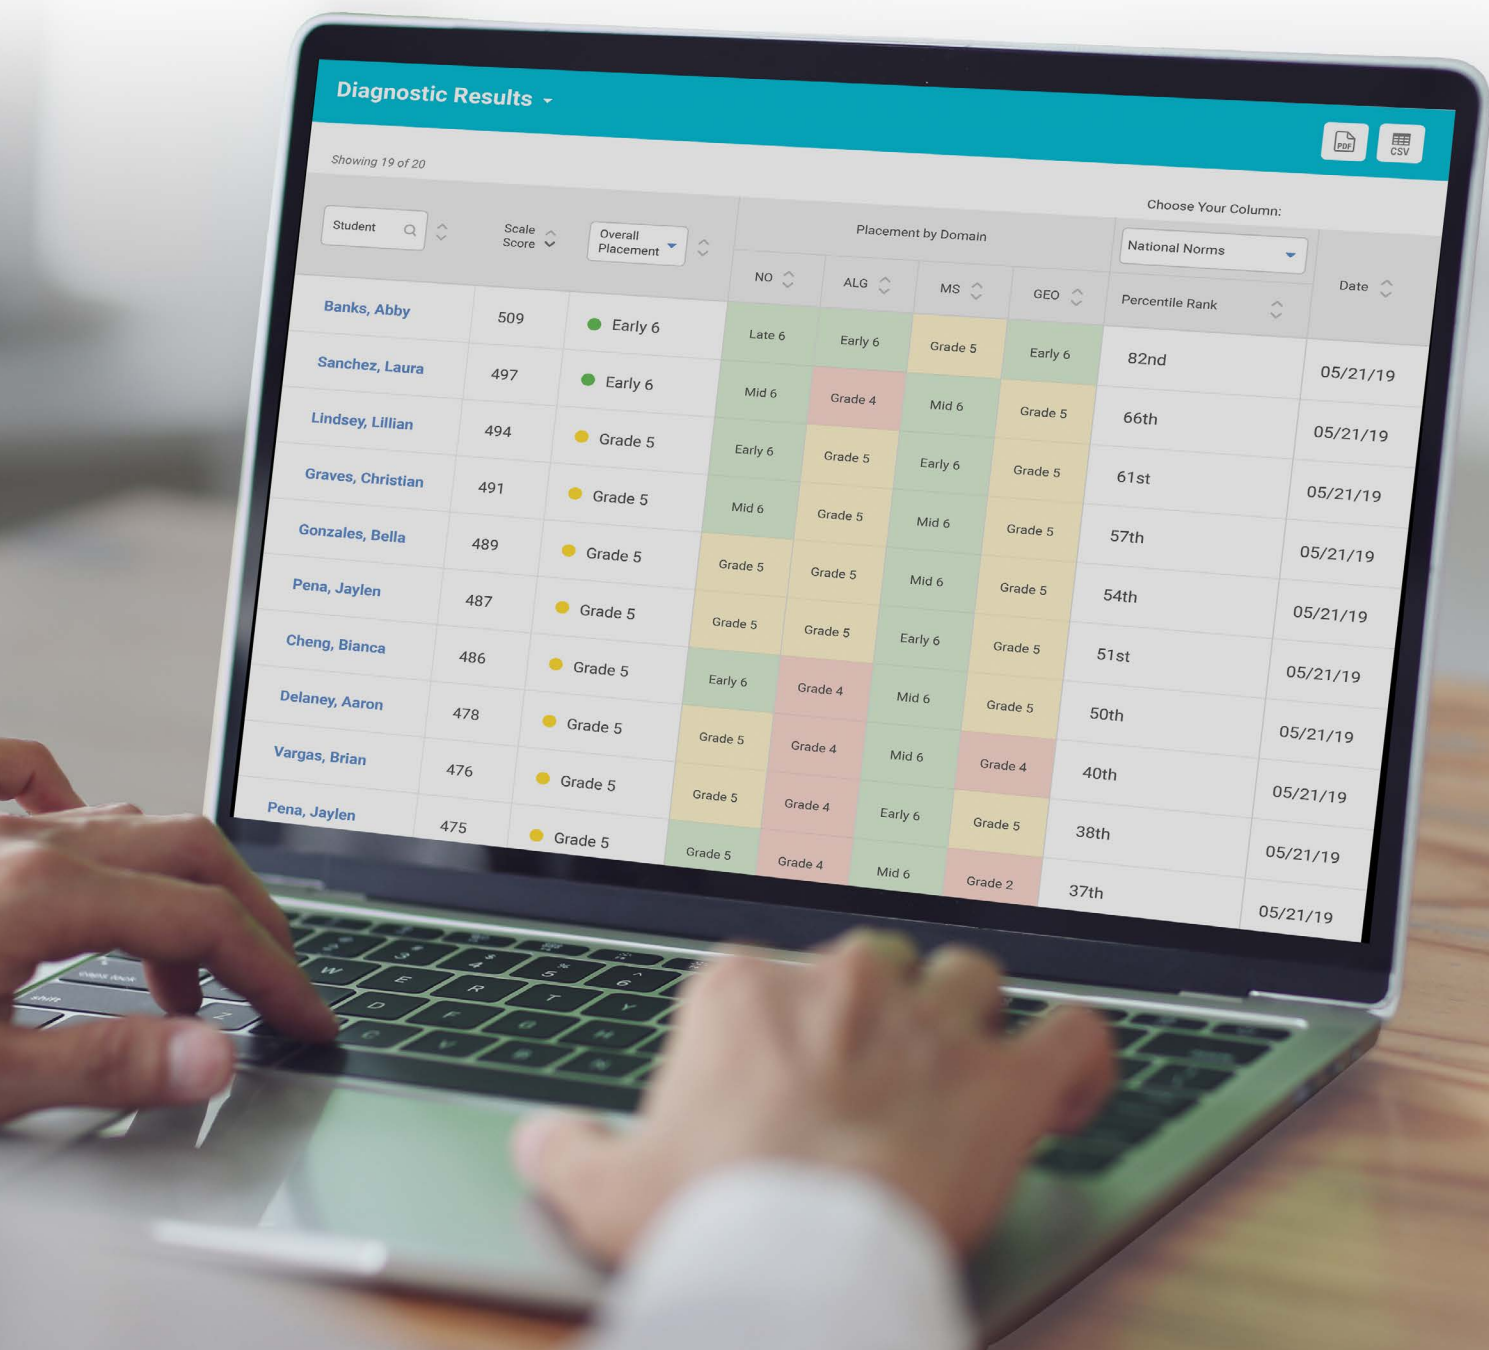 Diagnostic Results
PDF
CSV
Showing 19 of 20
Choose Your Column:
Student
Scale Score
Overall Placement
Placement by Domain
National Norms
Date
NO ALG MS GEO Percentile Rank
Banks, Abby 509 Early 6 Late 6 Early 6 Grade 5 Early 6 82nd 05/21/19
Sanchez, Laura 497 Early 6 Mid 6 Grade 4 Mid 6 Grade 5 66th 05/21/19
Lindsey, Lillian 494 Grade 5 Early 6 Grade 5 Early 6 Grade 5 61st 05/21/19
Graves, Christian 491 Grade 5 Mid 6 Grade 5 Mid 6 Grade 5 57th 05/21/19
Gonzales, Bella 489 Grade 5 Grade 5 Grade 5 Mid 6 Grade 5 54th 05/21/19
Pena, Jaylen 487 Grade 5 Grade 5 Grade 5 Early 6 Grade 5 51st 05/21/19
Cheng, Bianca 486 Grade 5 Early 6 Grade 4 Mid 6 Grade 5 50th 05/21/19
Delaney, Aaron 478 Grade 5 Grade 5 Grade 4 Mid 6 Grade 4 40th 05/21/19
Vargas, Brian 476 Grade 5 Grade 5 Grade 4 Early 6 Grade 5 38th 05/21/19
Pena, Jaylen 475 Grade 5 Grade 5 Grade 4 Mid 6 Grade 2 37th 05/21/19
3 4 5 6
W E R T Y
caps lock D F G H
shift Z C V B N